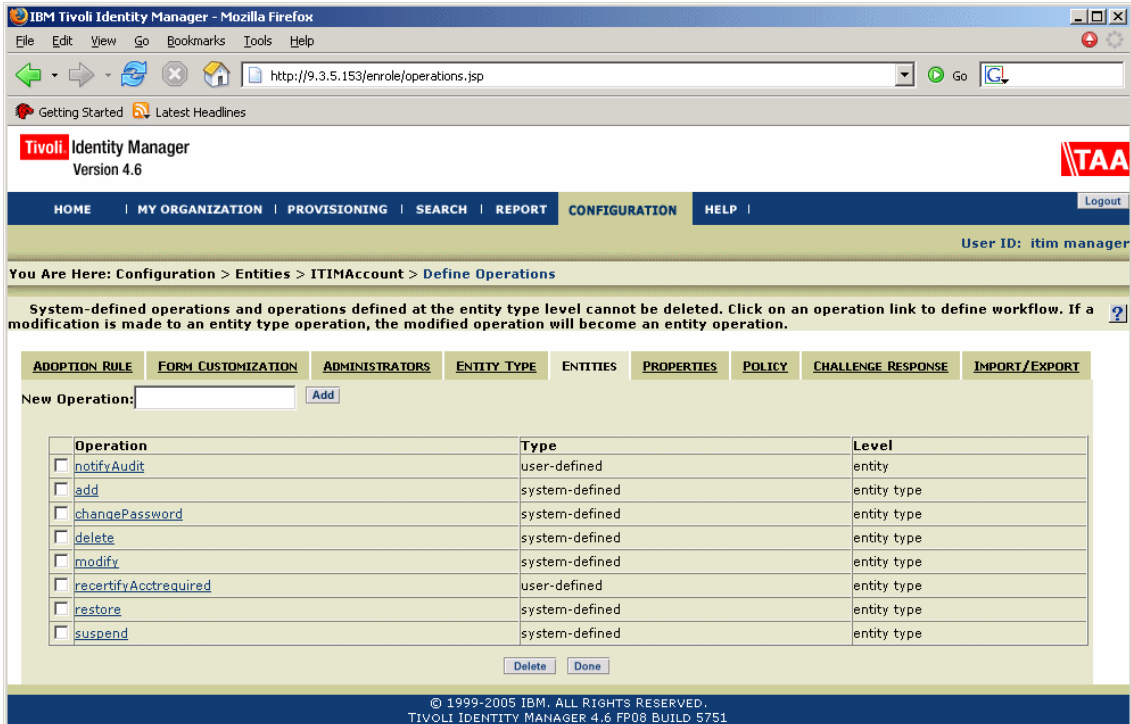 IBM Tivoli Identity Manager - Mozilla Firefox
File Edit View Go Bookmarks Tools Help
http://9.3.5.153/enrole/operations.jsp Go G
Getting Started Latest Headlines
Tivoli. Identity Manager
Version 4.6
TAA
HOME | MY ORGANIZATION | PROVISIONING | SEARCH | REPORT CONFIGURATION HELP | Logout
User ID: itim manager
You Are Here: Configuration > Entities > ITIMAccount > Define Operations
System-defined operations and operations defined at the entity type level cannot be deleted. Click on an operation link to define workflow. If a
modification is made to an entity type operation, the modified operation will become an entity operation.
?
ADOPTION RULE FORM CUSTOMIZATION ADMINISTRATORS ENTITY TYPE ENTITIES PROPERTIES POLICY CHALLENGE RESPONSE IMPORT/EXPORT
New Operation: Add
Operation Type Level
notifyAudit user-defined entity
add system-defined entity type
changePassword system-defined entity type
delete system-defined entity type
modify system-defined entity type
recertifyAcctrequired user-defined entity type
restore system-defined entity type
suspend system-defined entity type
Delete Done
© 1999-2005 IBM. ALL RIGHTS RESERVED.
TIVOLI IDENTITY MANAGER 4.6 FP08 BUILD 5751